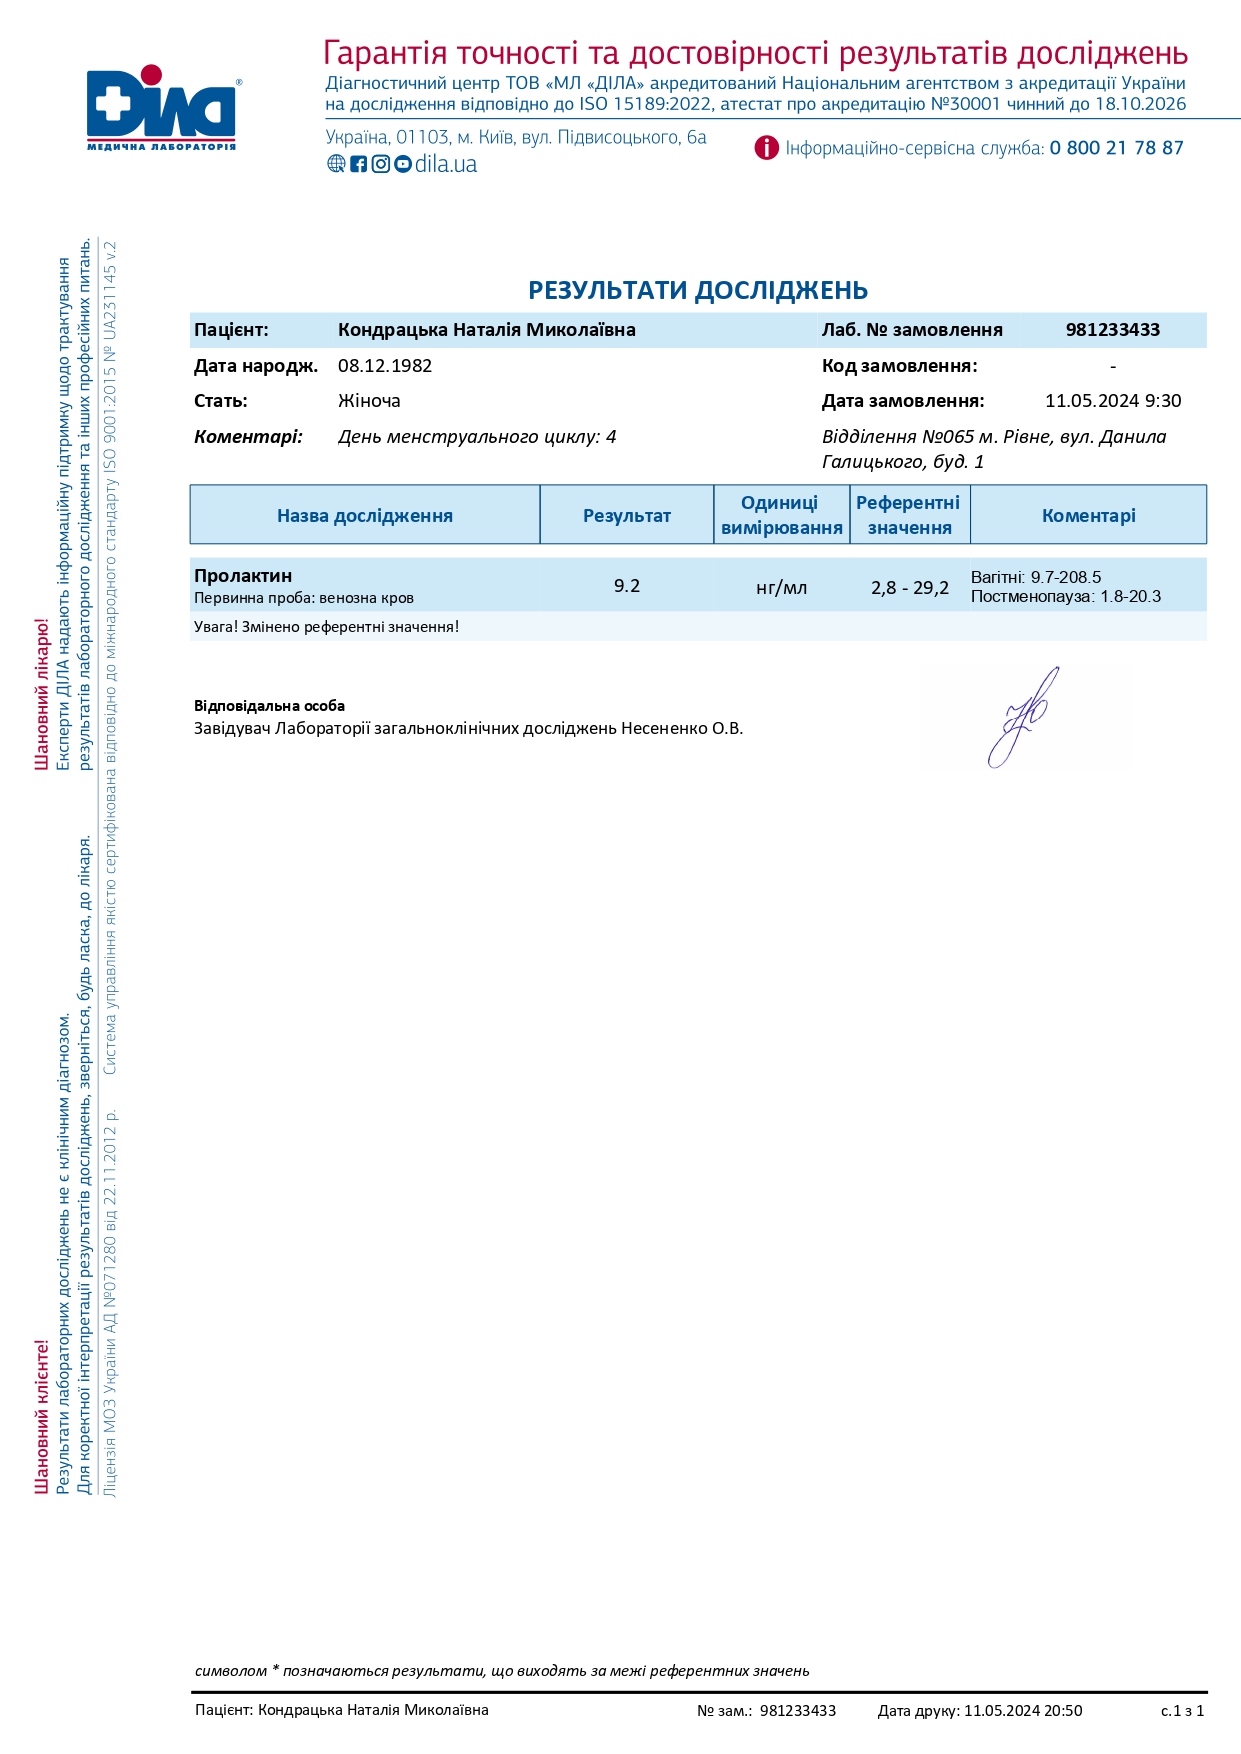 Гарантія точності та достовірності результатів досліджень
Діагностичний центр ТОВ «МЛ «ДІЛА» акредитований Національним агентством з акредитації України
на дослідження відповідно до ISO 15189:2022, атестат про акредитацію №30001 чинний до 18.10.2026
Діла®
МЕДИЧНА ЛАБОРАТОРІЯ
Україна, 01103, м. Київ, вул. Підвисоцького, 6а
dila.ua
Інформаційно-сервісна служба: 0 800 21 78 87
РЕЗУЛЬТАТИ ДОСЛІДЖЕНЬ
Пацієнт: Кондрацька Наталія Миколаївна Лаб. № замовлення 981233433
Дата народж. 08.12.1982 Код замовлення: -
Стать: Жіноча Дата замовлення: 11.05.2024 9:30
Коментарі: День менструального циклу: 4 Відділення №065 м. Рівне, вул. Данила
Галицького, буд. 1
Назва дослідження Результат Одиниці вимірювання Референтні значення Коментарі
Пролактин 9.2 нг/мл 2,8 - 29,2 Вагітні: 9.7-208.5
Первинна проба: венозна кров Постменопауза: 1.8-20.3
Увага! Змінено референтні значення!
Відповідальна особа
Завідувач Лабораторії загальноклінічних досліджень Несененко О.В.
Шановний лікарю!
Експерти ДІЛА надають інформаційну підтримку щодо трактування
результатів лабораторного дослідження та інших професійних питань.
Шановний клієнте!
Результати лабораторних досліджень не є клінічним діагнозом.
Для коректної інтерпретації результатів досліджень, зверніться, будь ласка, до лікаря.
Ліцензія МОЗ України АД №071280 від 22.11.2012 р. Система управління якістю сертифікована відповідно до міжнародного стандарту ISO 9001:2015 № UA231145 v.2
символом * позначаються результати, що виходять за межі референтних значень
Пацієнт: Кондрацька Наталія Миколаївна № зам.: 981233433 Дата друку: 11.05.2024 20:50 с.1 з 1